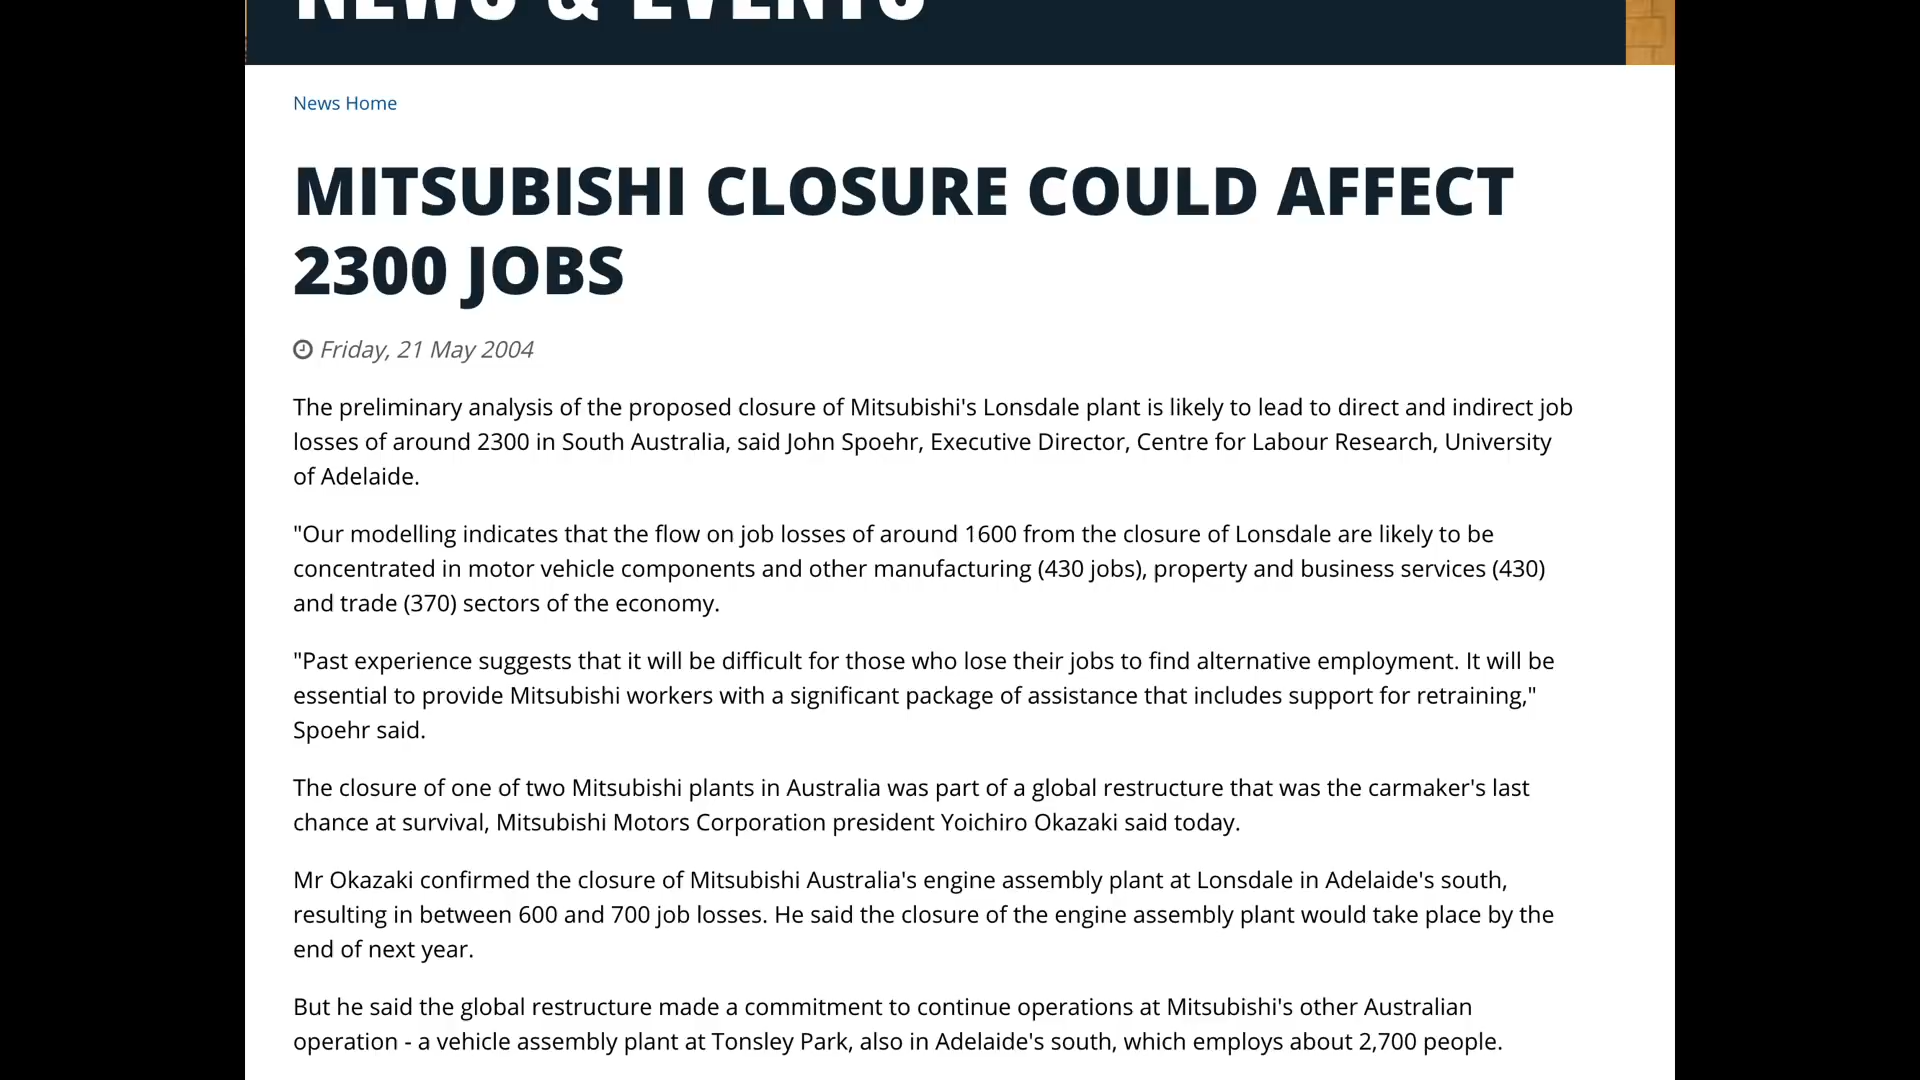 NEWS & EVENTS
News Home
MITSUBISHI CLOSURE COULD AFFECT
2300 JOBS
Friday, 21 May 2004
The preliminary analysis of the proposed closure of Mitsubishi's Lonsdale plant is likely to lead to direct and indirect job
losses of around 2300 in South Australia, said John Spoehr, Executive Director, Centre for Labour Research, University
of Adelaide.
"Our modelling indicates that the flow on job losses of around 1600 from the closure of Lonsdale are likely to be
concentrated in motor vehicle components and other manufacturing (430 jobs), property and business services (430)
and trade (370) sectors of the economy.
"Past experience suggests that it will be difficult for those who lose their jobs to find alternative employment. It will be
essential to provide Mitsubishi workers with a significant package of assistance that includes support for retraining,"
Spoehr said.
The closure of one of two Mitsubishi plants in Australia was part of a global restructure that was the carmaker's last
chance at survival, Mitsubishi Motors Corporation president Yoichiro Okazaki said today.
Mr Okazaki confirmed the closure of Mitsubishi Australia's engine assembly plant at Lonsdale in Adelaide's south,
resulting in between 600 and 700 job losses. He said the closure of the engine assembly plant would take place by the
end of next year.
But he said the global restructure made a commitment to continue operations at Mitsubishi's other Australian
operation - a vehicle assembly plant at Tonsley Park, also in Adelaide's south, which employs about 2,700 people.